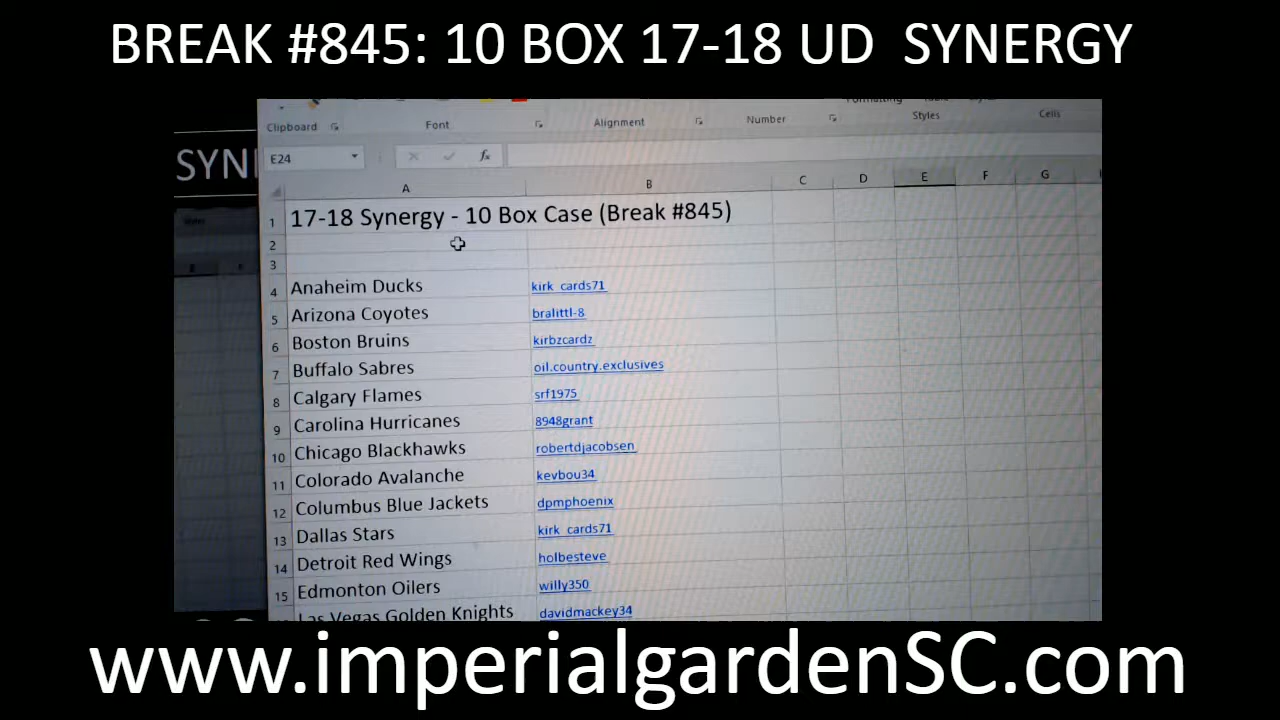 BREAK #845: 10 BOX 17-18 UD SYNERGY
Clipboard Font Alignment Number Styles Cells
SYN
E24 fx
A B C D E F G
1 17-18 Synergy - 10 Box Case (Break #845)
2
3
4 Anaheim Ducks kirk_cards71
5 Arizona Coyotes bralittl-8
6 Boston Bruins kirbzcardz
7 Buffalo Sabres oil.country.exclusives
8 Calgary Flames srf1975
9 Carolina Hurricanes 8948grant
10 Chicago Blackhawks robertdjacobsen
11 Colorado Avalanche kevbou34
12 Columbus Blue Jackets dpmphoenix
13 Dallas Stars kirk_cards71
14 Detroit Red Wings holbesteve
15 Edmonton Oilers willy350
Las Vegas Golden Knights davidmackey34
www.imperialgardenSC.com